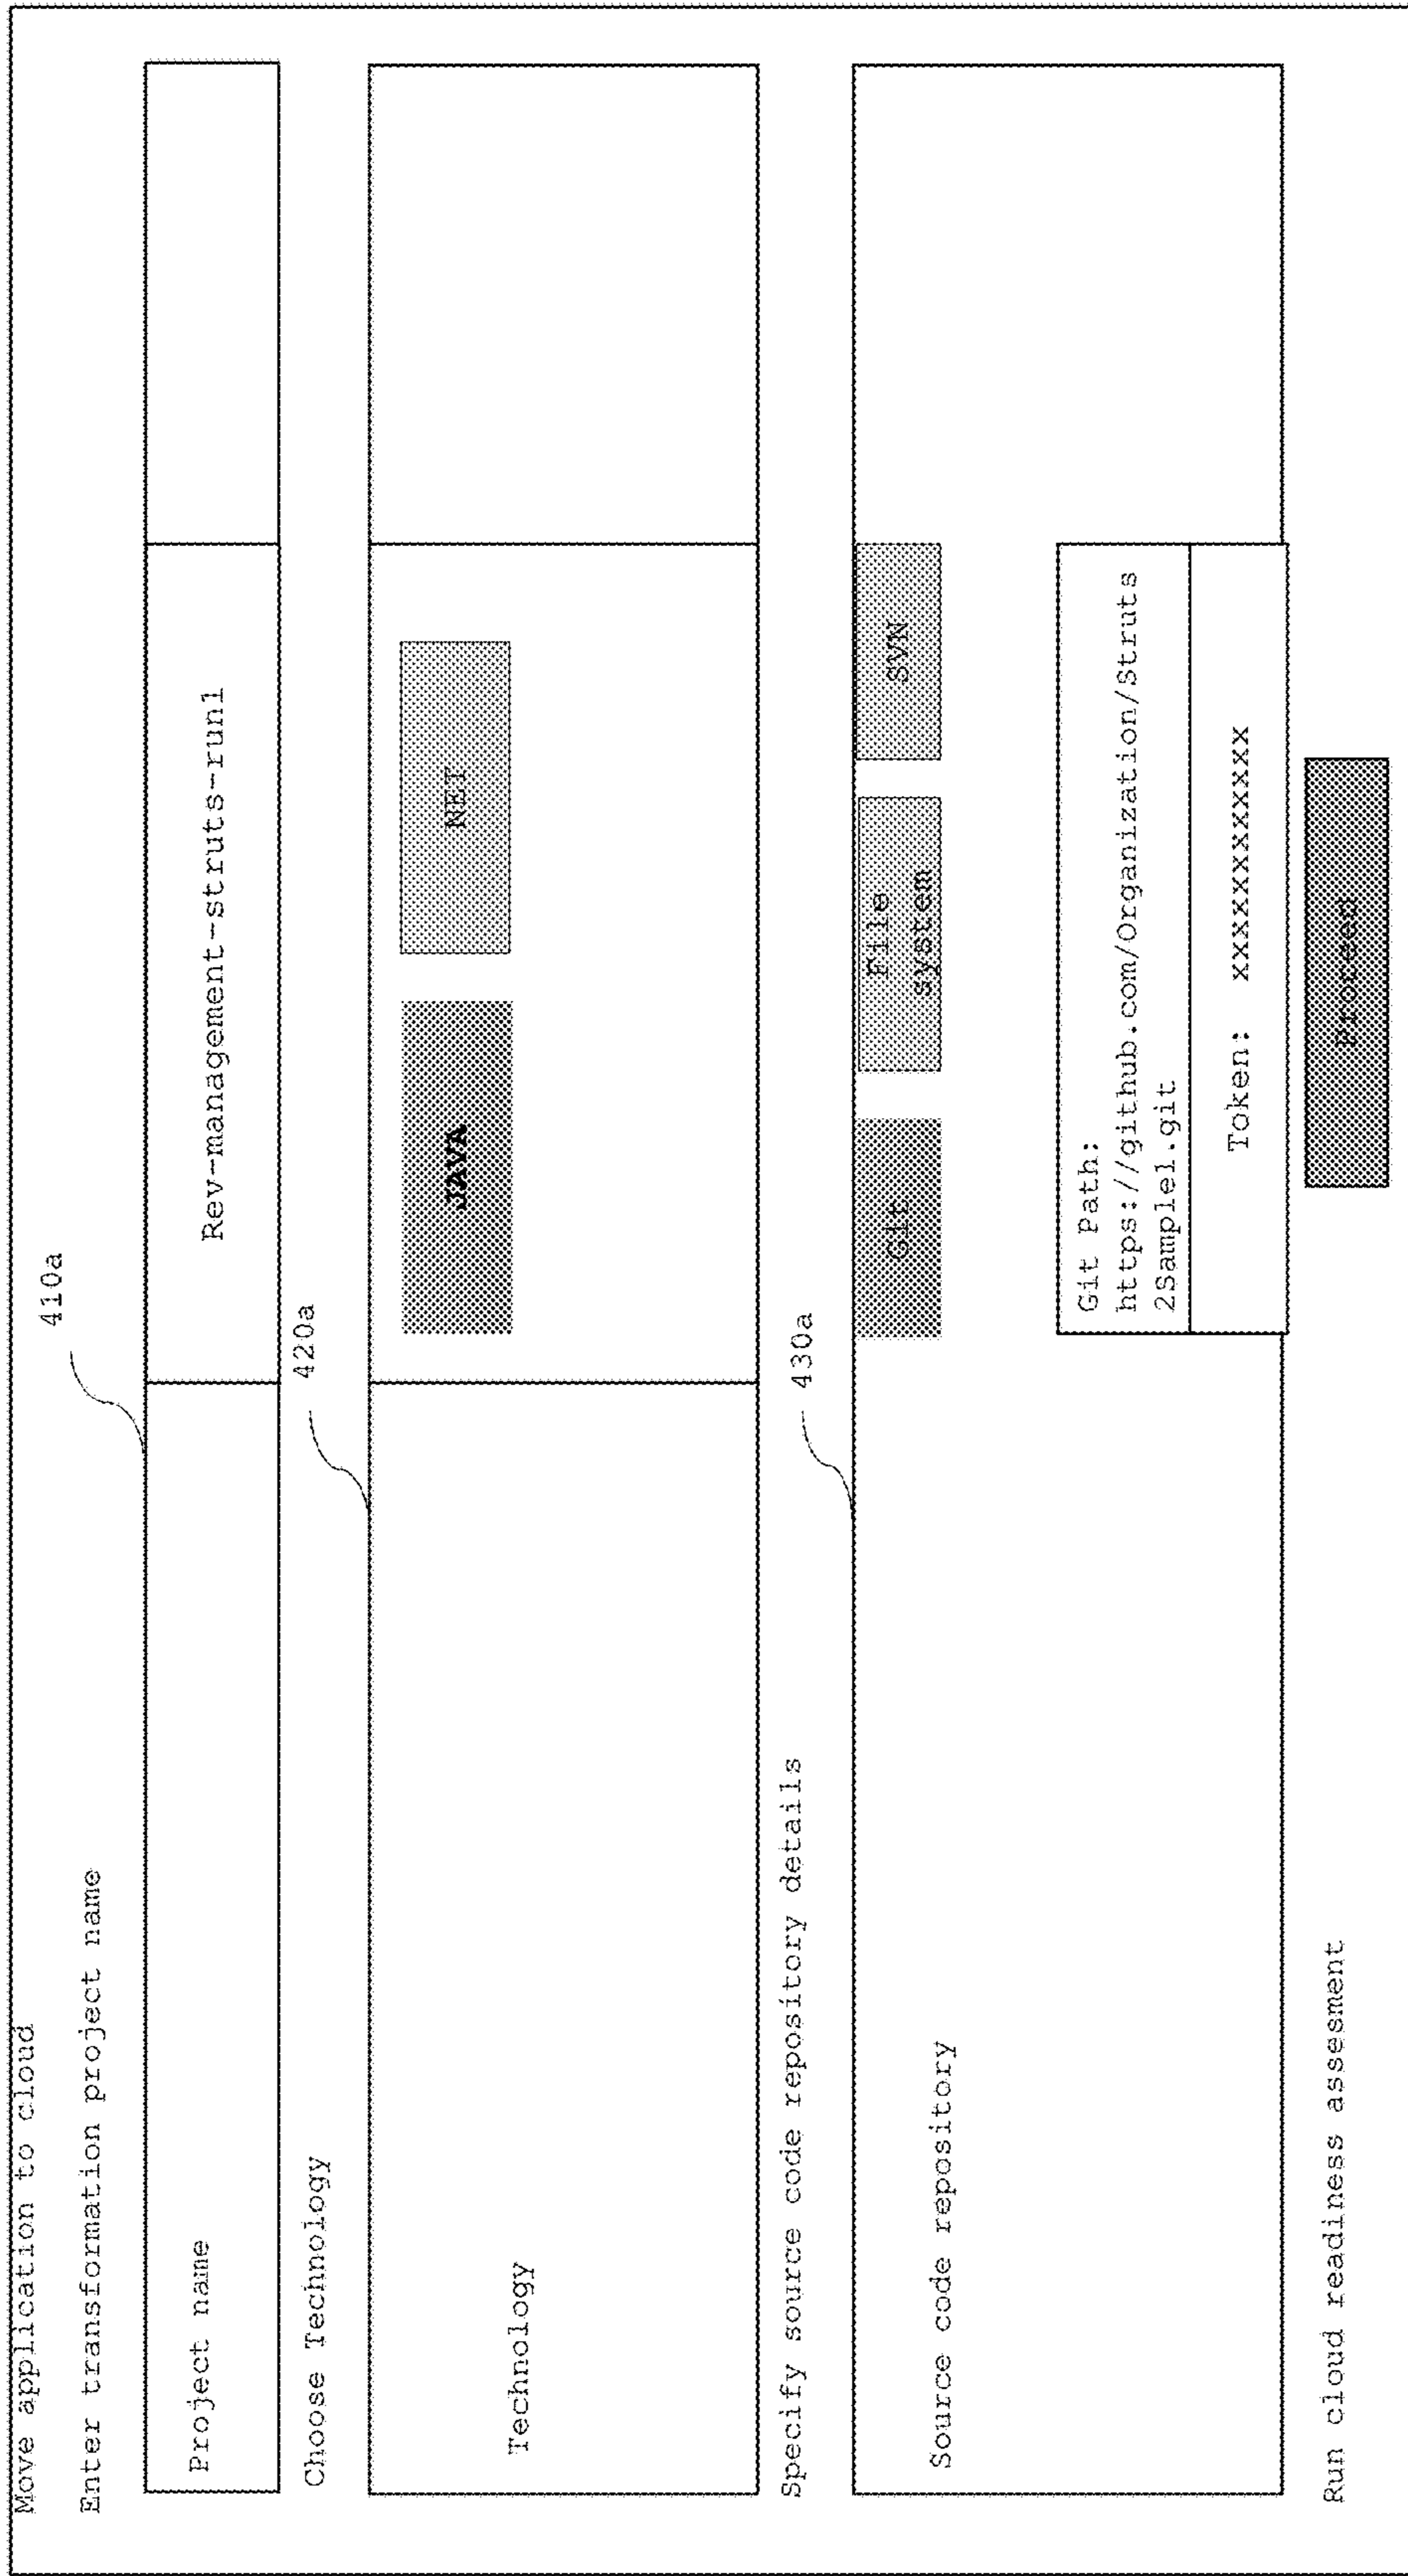 Move application to cloud
Enter transformation project name
410a
Project name
Rev-management-struts-run1
Choose Technology
420a
Technology
JAVA
NET
Specify source code repository details
430a
Source code repository
Git
File
system
SVN
Git Path:
https://github.com/Organization/Struts
2Sample1.git
Token: xxxxxxxxxxx
Run cloud readiness assesment
Proceed